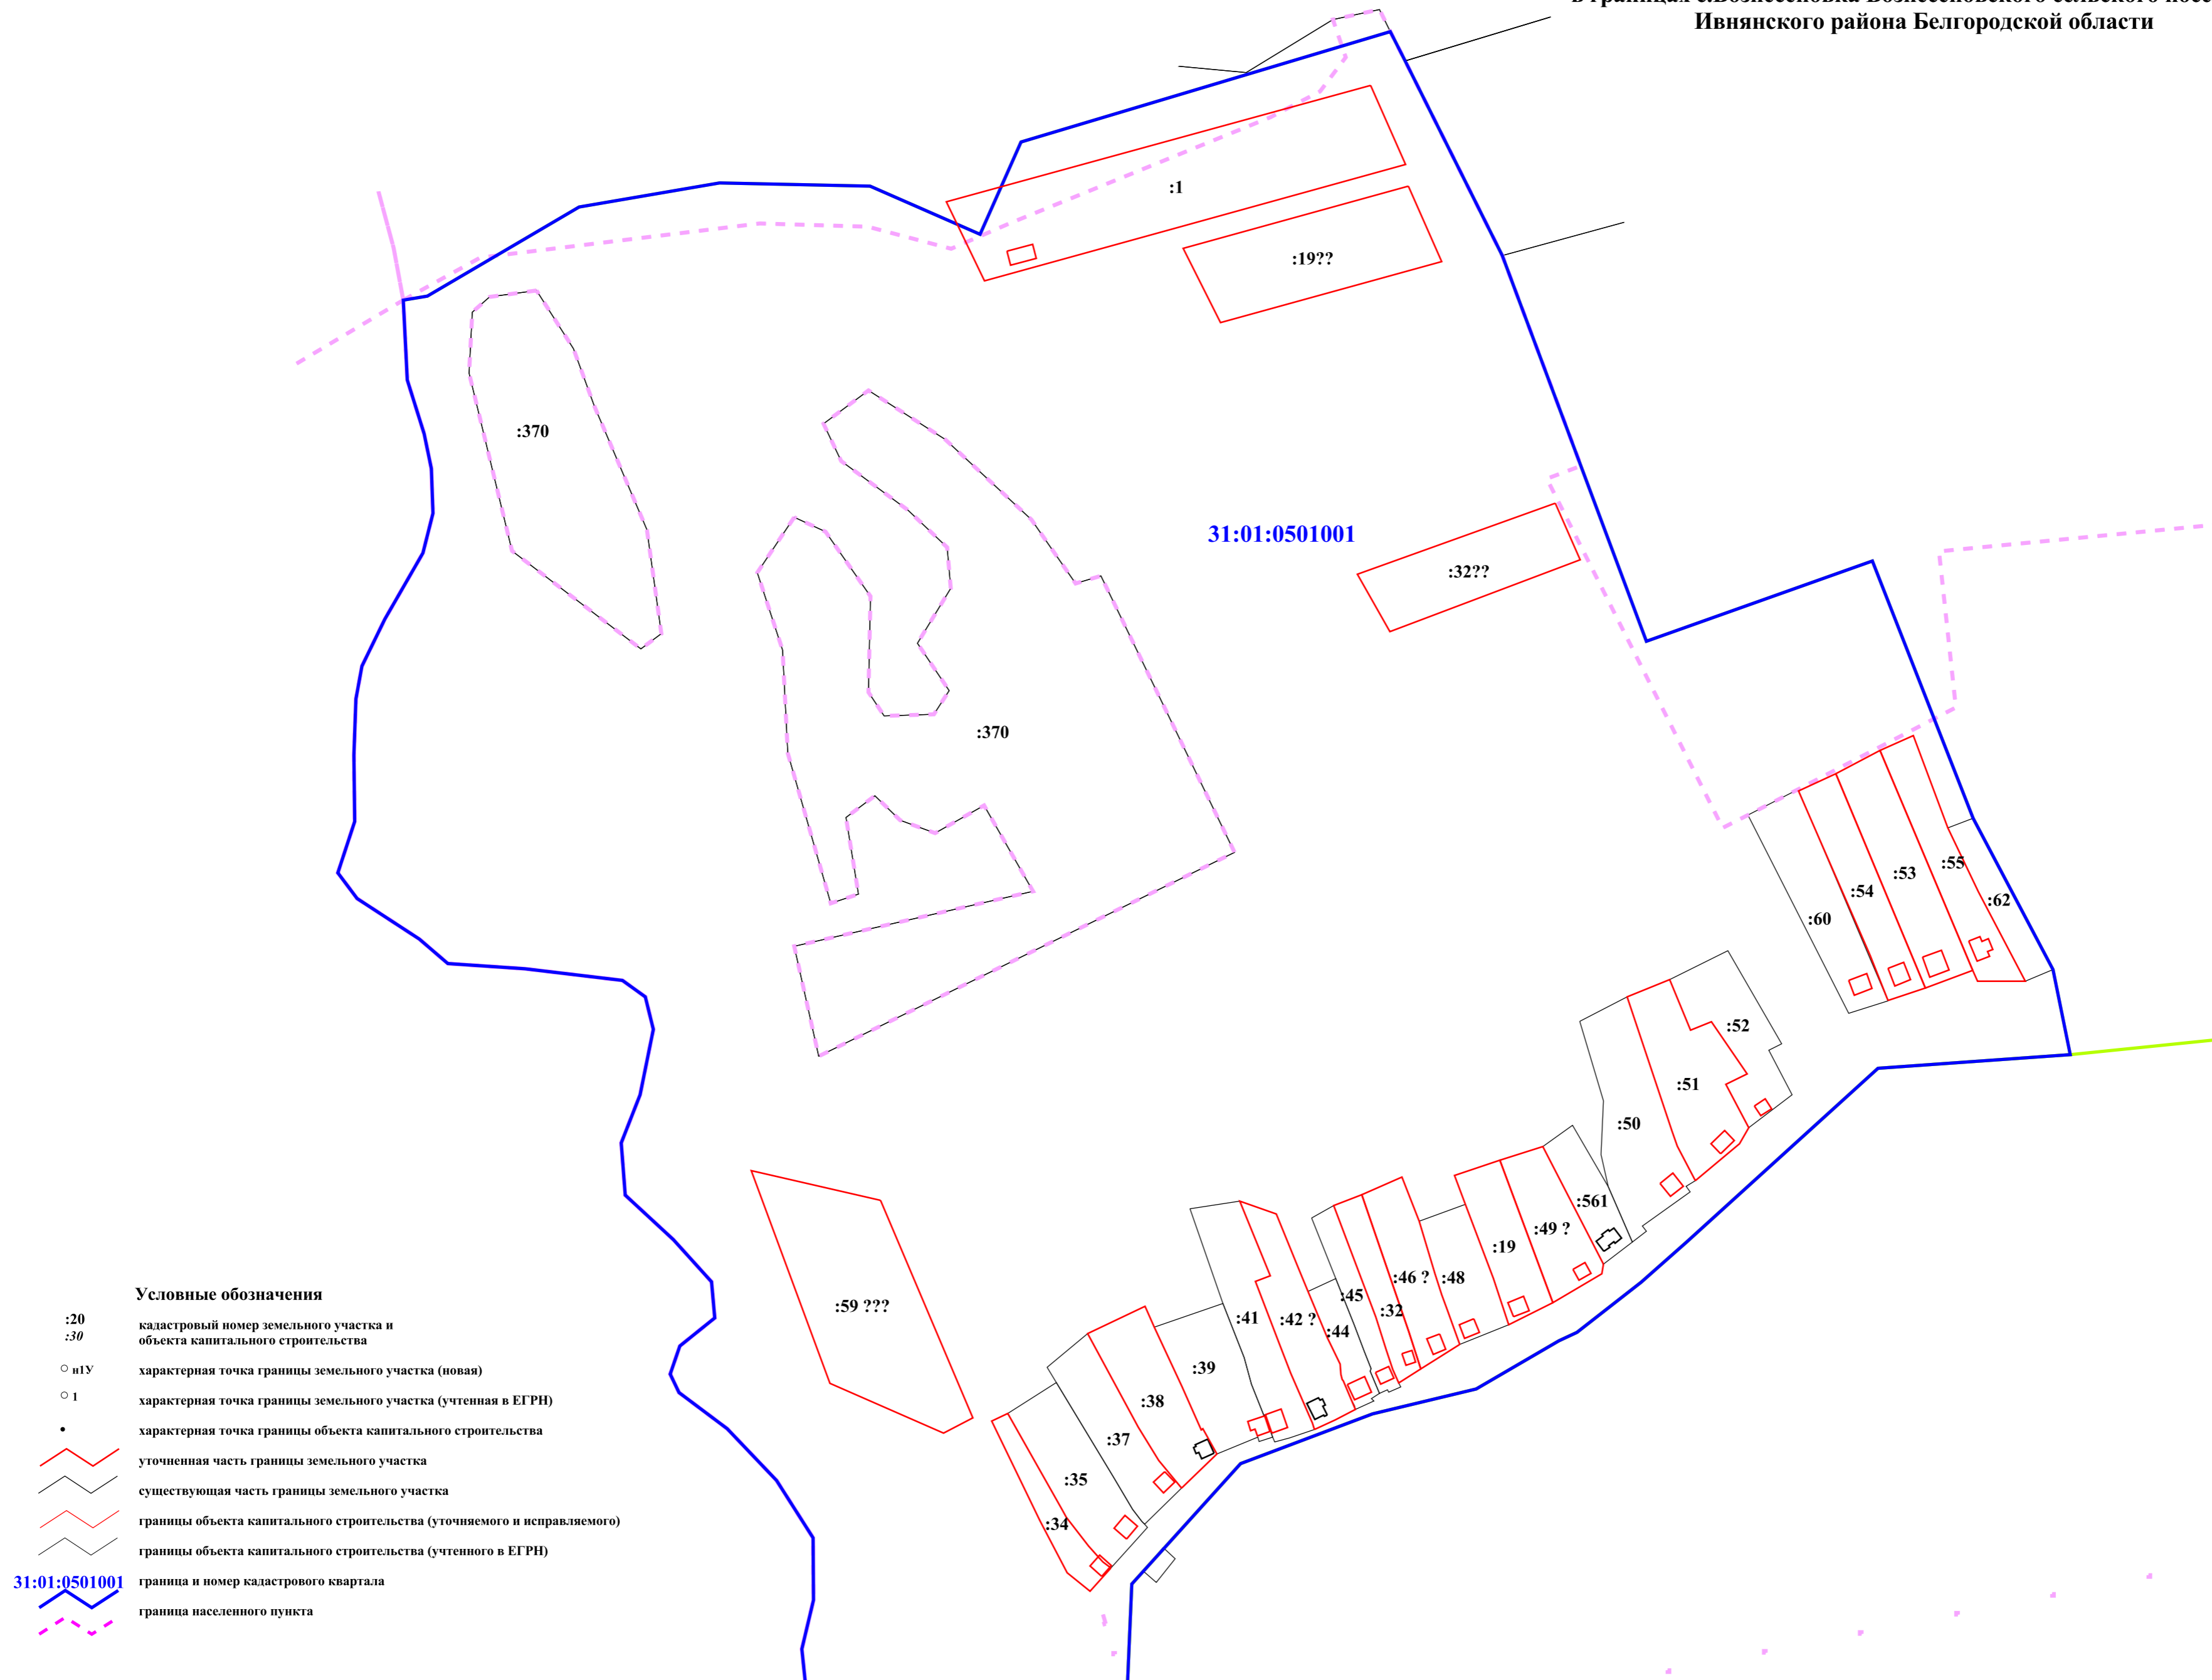 Ивнянского района Белгородской области
:1
:19??
:370
31:01:0501001
:32??
:370
:55
:53
:54
:62
:60
:52
:51
:50
:561
:49 ?
:19
:46 ?
:48
:45
:32
:41
:42 ?
:44
:59 ???
:39
:38
:37
:35
:34
Условные обозначения
:20
:30
кадастровый номер земельного участка и
объекта капитального строительства
н1У
характерная точка границы земельного участка (новая)
1
характерная точка границы земельного участка (учтенная в ЕГРН)
характерная точка границы объекта капитального строительства
уточненная часть границы земельного участка
существующая часть границы земельного участка
границы объекта капитального строительства (уточняемого и исправляемого)
границы объекта капитального строительства (учтенного в ЕГРН)
31:01:0501001
граница и номер кадастрового квартала
граница населенного пункта